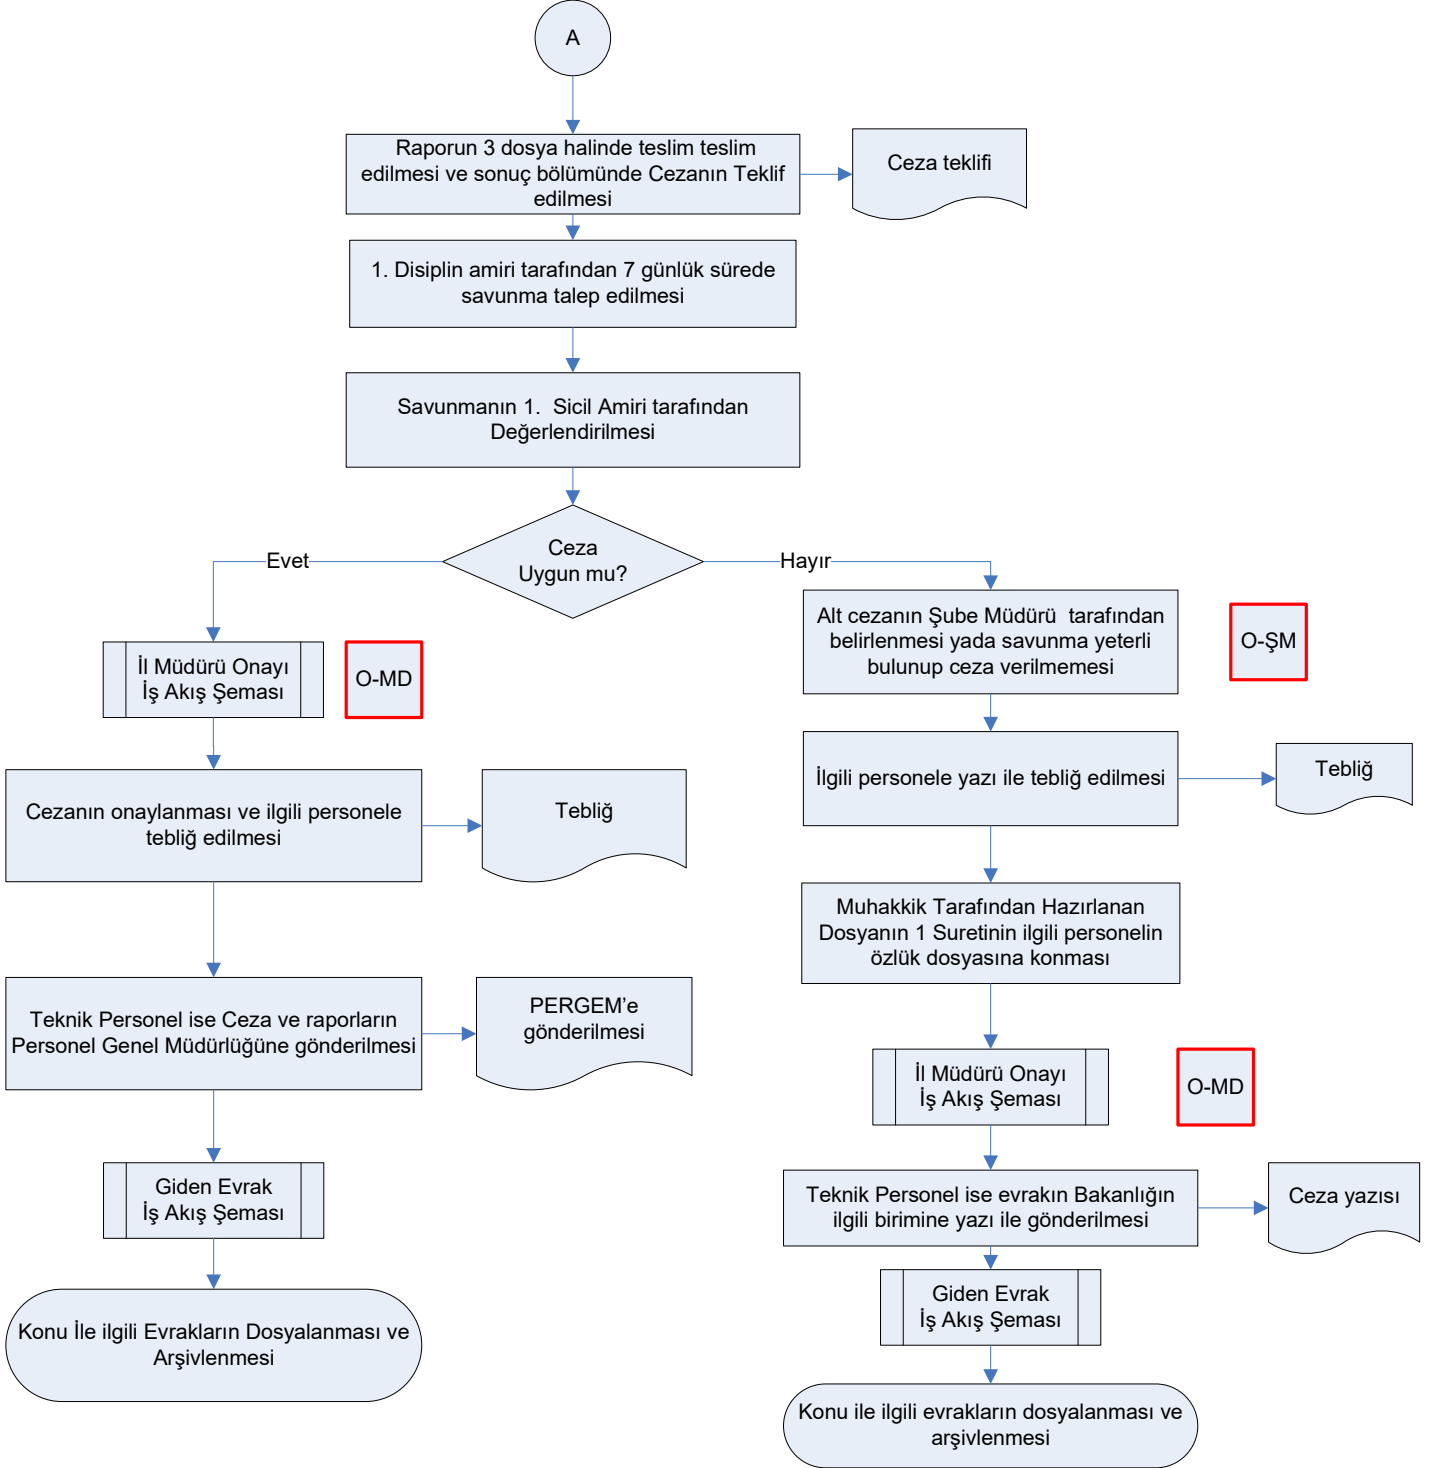 A
Raporun 3 dosya halinde teslim teslim
edilmesi ve sonuç bölümünde Cezanın Teklif
edilmesi
Ceza teklifi
1. Disiplin amiri tarafından 7 günlük sürede
savunma talep edilmesi
Savunmanın 1. Sicil Amiri tarafından
Değerlendirilmesi
Ceza
Uygun mu?
Evet
Hayır
İl Müdürü Onayı
İş Akış Şeması
O-MD
Cezanın onaylanması ve ilgili personele
tebliğ edilmesi
Tebliğ
Teknik Personel ise Ceza ve raporların
Personel Genel Müdürlüğüne gönderilmesi
PERGEM’e
gönderilmesi
Giden Evrak
İş Akış Şeması
Konu İle ilgili Evrakların Dosyalanması ve
Arşivlenmesi
Alt cezanın Şube Müdürü tarafından
belirlenmesi yada savunma yeterli
bulunup ceza verilmemesi
O-ŞM
İlgili personele yazı ile tebliğ edilmesi
Tebliğ
Muhakkik Tarafından Hazırlanan
Dosyanın 1 Suretinin ilgili personelin
özlük dosyasına konması
İl Müdürü Onayı
İş Akış Şeması
O-MD
Teknik Personel ise evrakın Bakanlığın
ilgili birimine yazı ile gönderilmesi
Ceza yazısı
Giden Evrak
İş Akış Şeması
Konu ile ilgili evrakların dosyalanması ve
arşivlenmesi